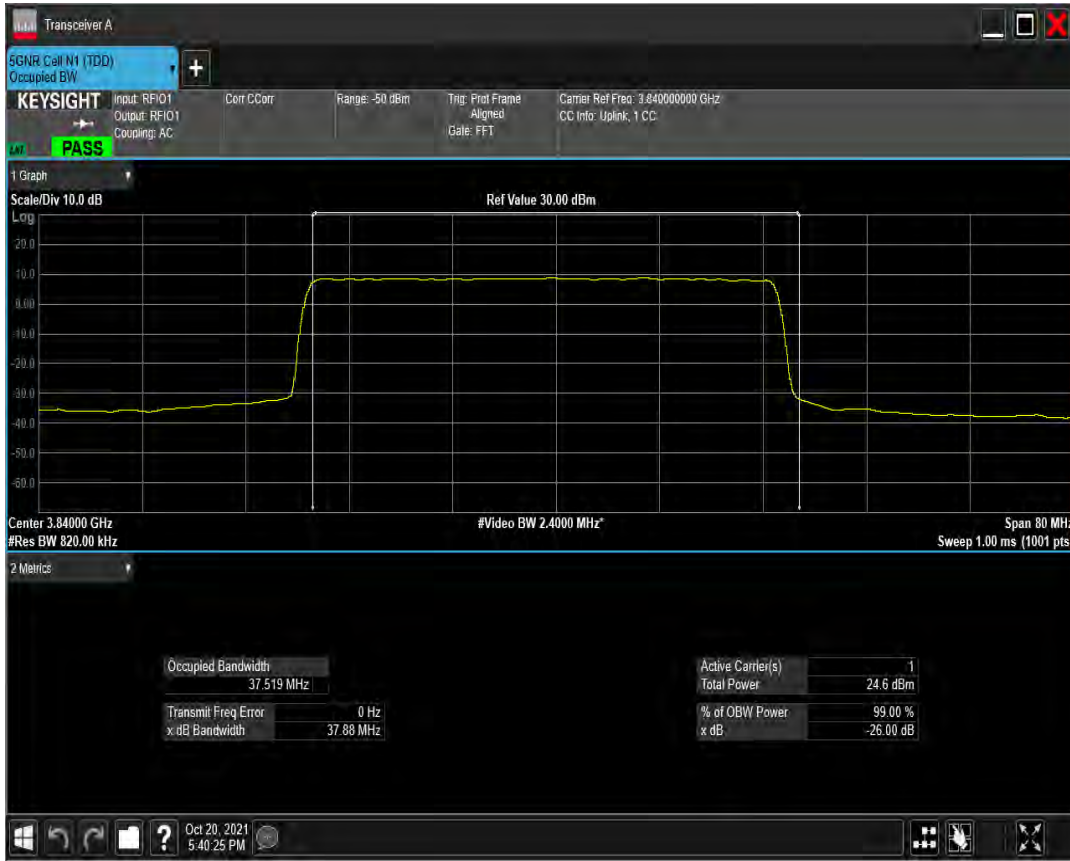 Transceiver A
5GNR Cell N1 (TDD)
Occupied BW
+
KEYSIGHT
PASS
Input: RFIO1
Output: RFIO1
Coupling: AC
Corr CCorr
Range: -50 dBm
Trig: Prot Frame
Aligned
Gate: FFT
Carrier Ref Freq: 3.840000000 GHz
CC Info: Uplink, 1 CC
1 Graph
Scale/Div 10.0 dB
Ref Value 30.00 dBm
Log
20.0
10.0
0.00
-10.0
-20.0
-30.0
-40.0
-50.0
-60.0
Center 3.84000 GHz
#Video BW 2.4000 MHz*
Span 80 MHz
#Res BW 820.00 kHz
Sweep 1.00 ms (1001 pts
2 Metrics
Occupied Bandwidth
37.519 MHz
Transmit Freq Error 0 Hz
x dB Bandwidth 37.88 MHz
Active Carrier(s) 1
Total Power 24.6 dBm
% of OBW Power 99.00 %
x dB -26.00 dB
?
Oct 20, 2021
5:40:25 PM